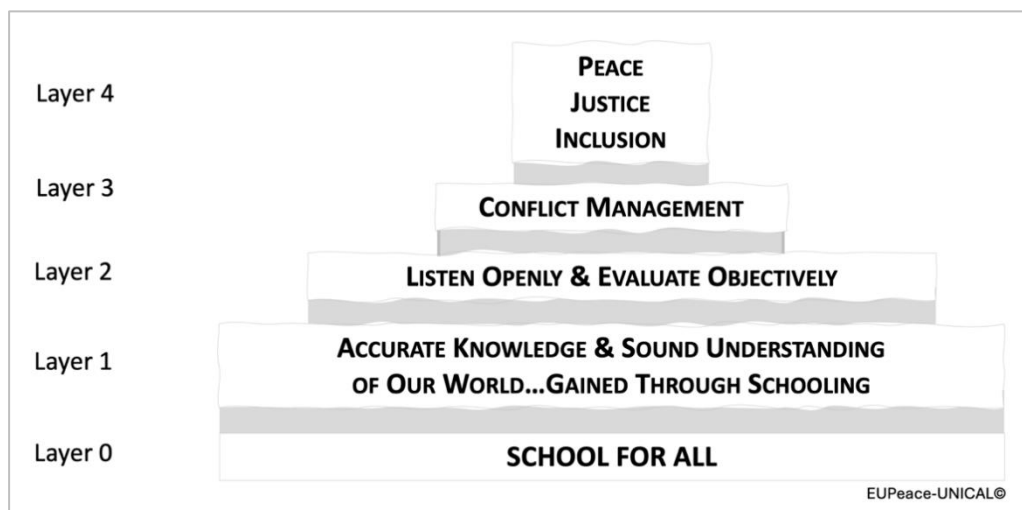 Layer 4
PEACE
JUSTICE
INCLUSION
Layer 3
CONFLICT MANAGEMENT
Layer 2
LISTEN OPENLY & EVALUATE OBJECTIVELY
Layer 1
ACCURATE KNOWLEDGE & SOUND UNDERSTANDING
OF OUR WORLD...GAINED THROUGH SCHOOLING
Layer 0
SCHOOL FOR ALL
EUPeace-UNICAL©